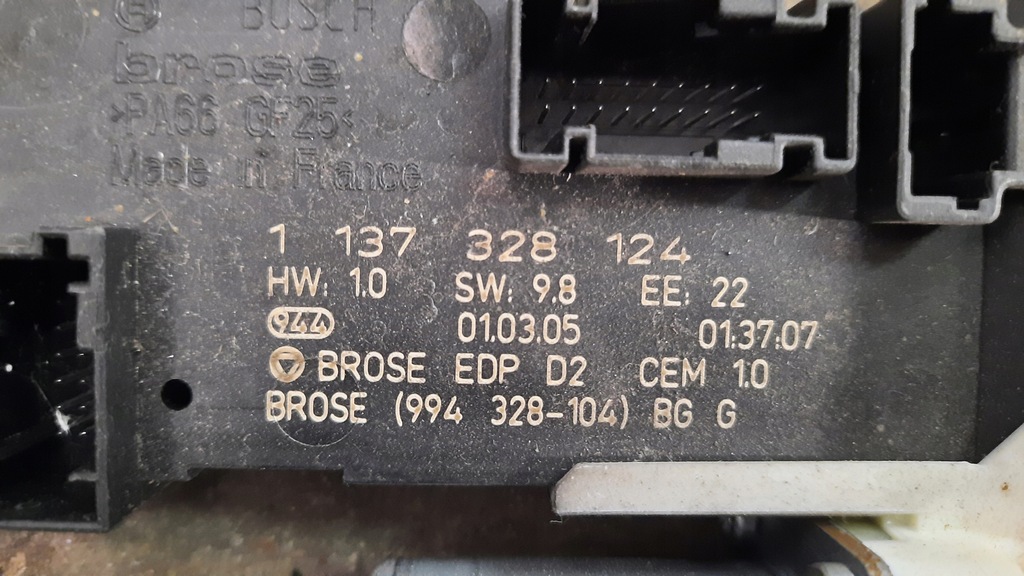 BOSCH
brose
>PA66 GF25<
Made in France
1 137 328 124
HW: 1.0 SW: 9.8 EE: 22
944 01.03.05 01:37:07
BROSE EDP D2 CEM 1.0
BROSE (994 328-104) BG G